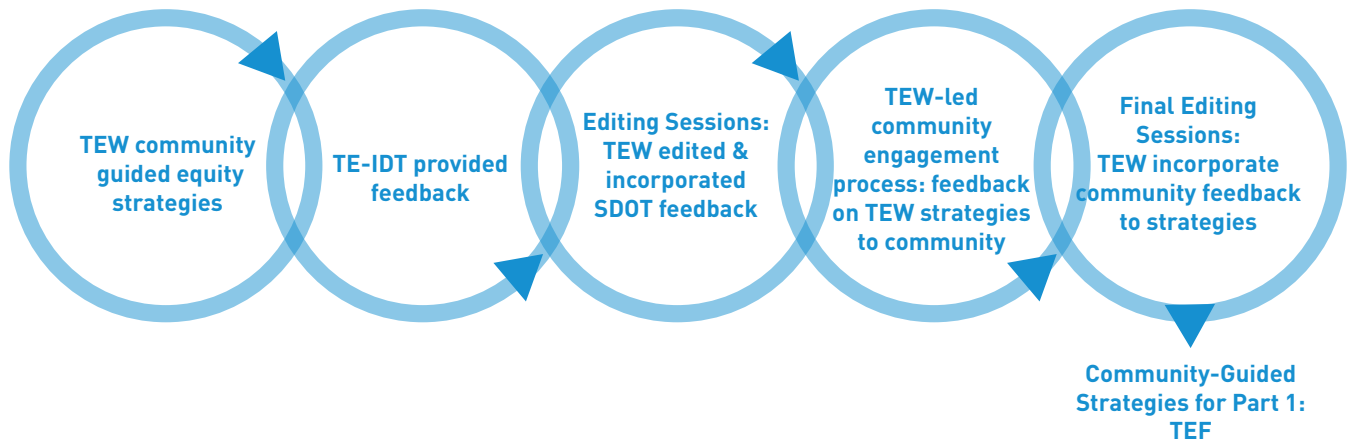 TEW community
guided equity
strategies
TE-IDT provided
feedback
Editing Sessions:
TEW edited &
incorporated
SDOT feedback
TEW-led
community
engagement
process: feedback
on TEW strategies
to community
Final Editing
Sessions:
TEW incorporate
community feedback
to strategies
Community-Guided
Strategies for Part 1:
TEF